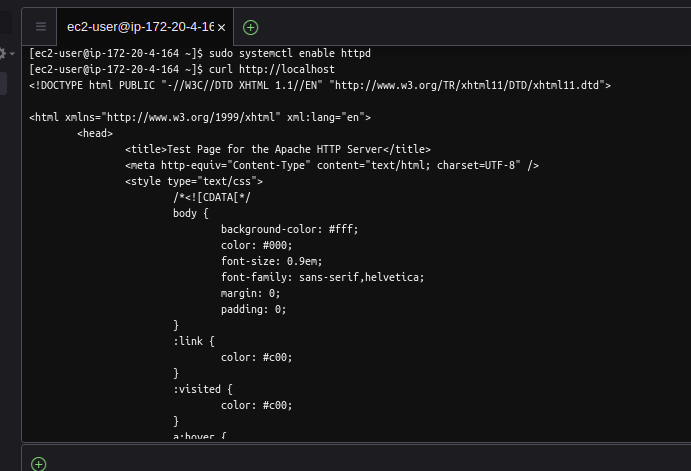 ec2-user@ip-172-20-4-16
[ec2-user@ip-172-20-4-164 ~]$ sudo systemctl enable httpd
[ec2-user@ip-172-20-4-164 ~]$ curl http://localhost
<!DOCTYPE html PUBLIC "-//W3C//DTD XHTML 1.1//EN" "http://www.w3.org/TR/xhtml11/DTD/xhtml11.dtd">
<html xmlns="http://www.w3.org/1999/xhtml" xml:lang="en">
<head>
<title>Test Page for the Apache HTTP Server</title>
<meta http-equiv="Content-Type" content="text/html; charset=UTF-8" />
<style type="text/css">
/*<![CDATA[*/
body {
background-color: #fff;
color: #000;
font-size: 0.9em;
font-family: sans-serif,helvetica;
margin: 0;
padding: 0;
}
:link {
color: #c00;
}
:visited {
color: #c00;
}
a:hover {